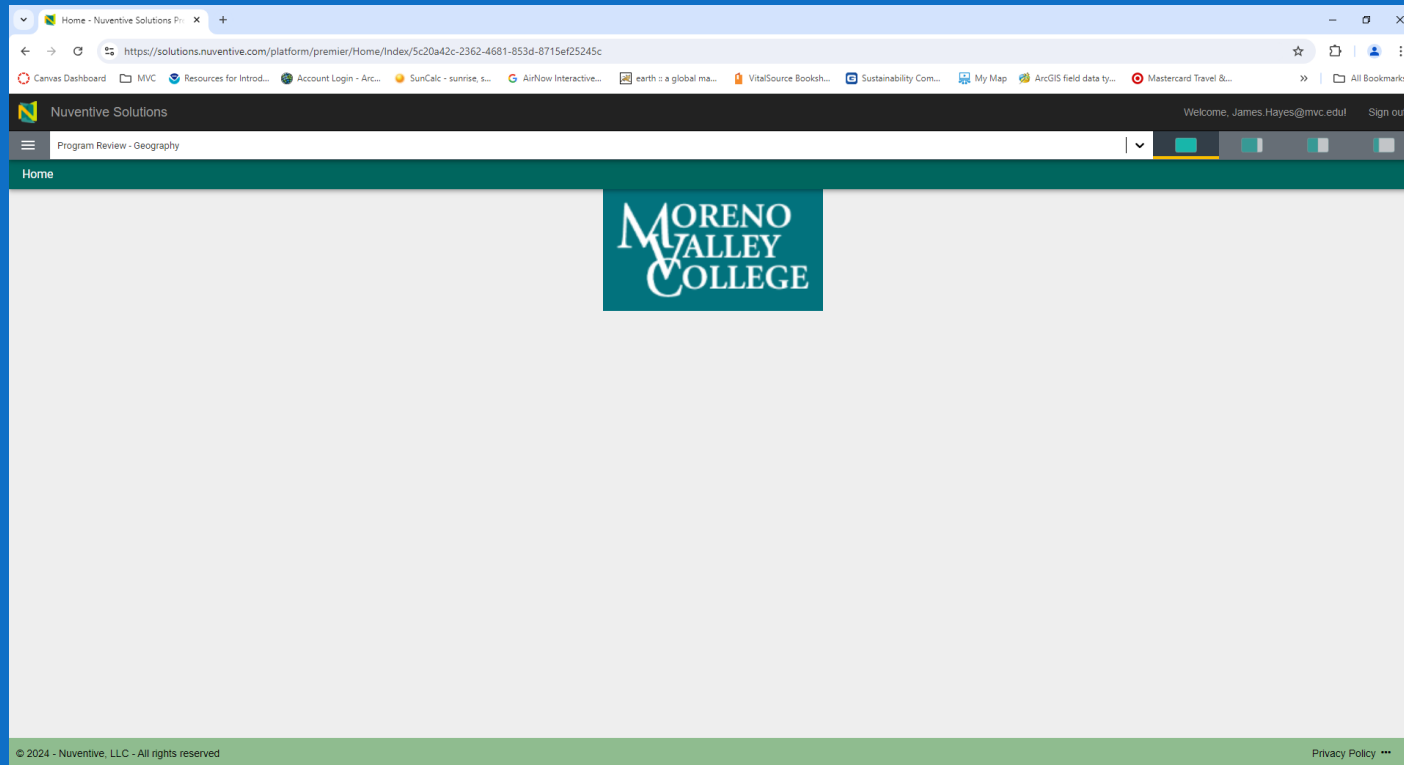 Home - Nuventive Solutions Pr
https://solutions.nuventive.com/platform/premier/Home/Index/5c20a42c-2362-4681-853d-8715ef25245c
Canvas Dashboard MVC Resources for Introd... Account Login - Arc... SunCalc - sunrise, s... AirNow Interactive... earth :: a global ma... VitalSource Booksh... Sustainability Com... My Map ArcGIS field data ty... Mastercard Travel &... » All Bookmarks
Nuventive Solutions Welcome, James.Hayes@mvc.edu! Sign out
Program Review - Geography
Home
MORENO
VALLEY
COLLEGE
© 2024 - Nuventive, LLC - All rights reserved Privacy Policy •••